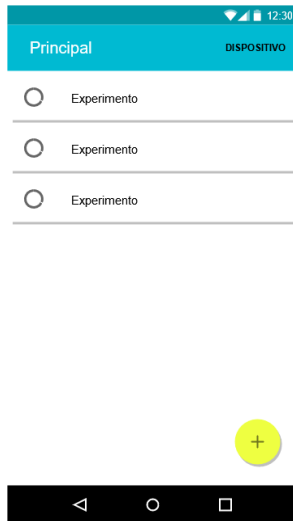 12:30
Principal DISPOSITIVO
Experimento
Experimento
Experimento
+